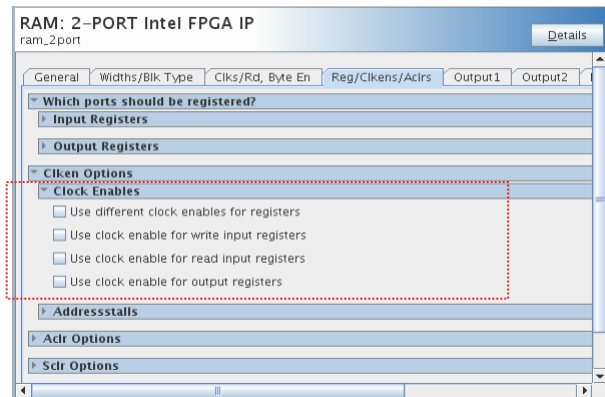 RAM: 2-PORT Intel FPGA IP
ram_2port
Details
General Widths/Blk Type Clks/Rd, Byte En Reg/Clkens/Aclrs Output1 Output2
Which ports should be registered?
Input Registers
Output Registers
Clken Options
Clock Enables
Use different clock enables for registers
Use clock enable for write input registers
Use clock enable for read input registers
Use clock enable for output registers
Addressstalls
Aclr Options
Sclr Options